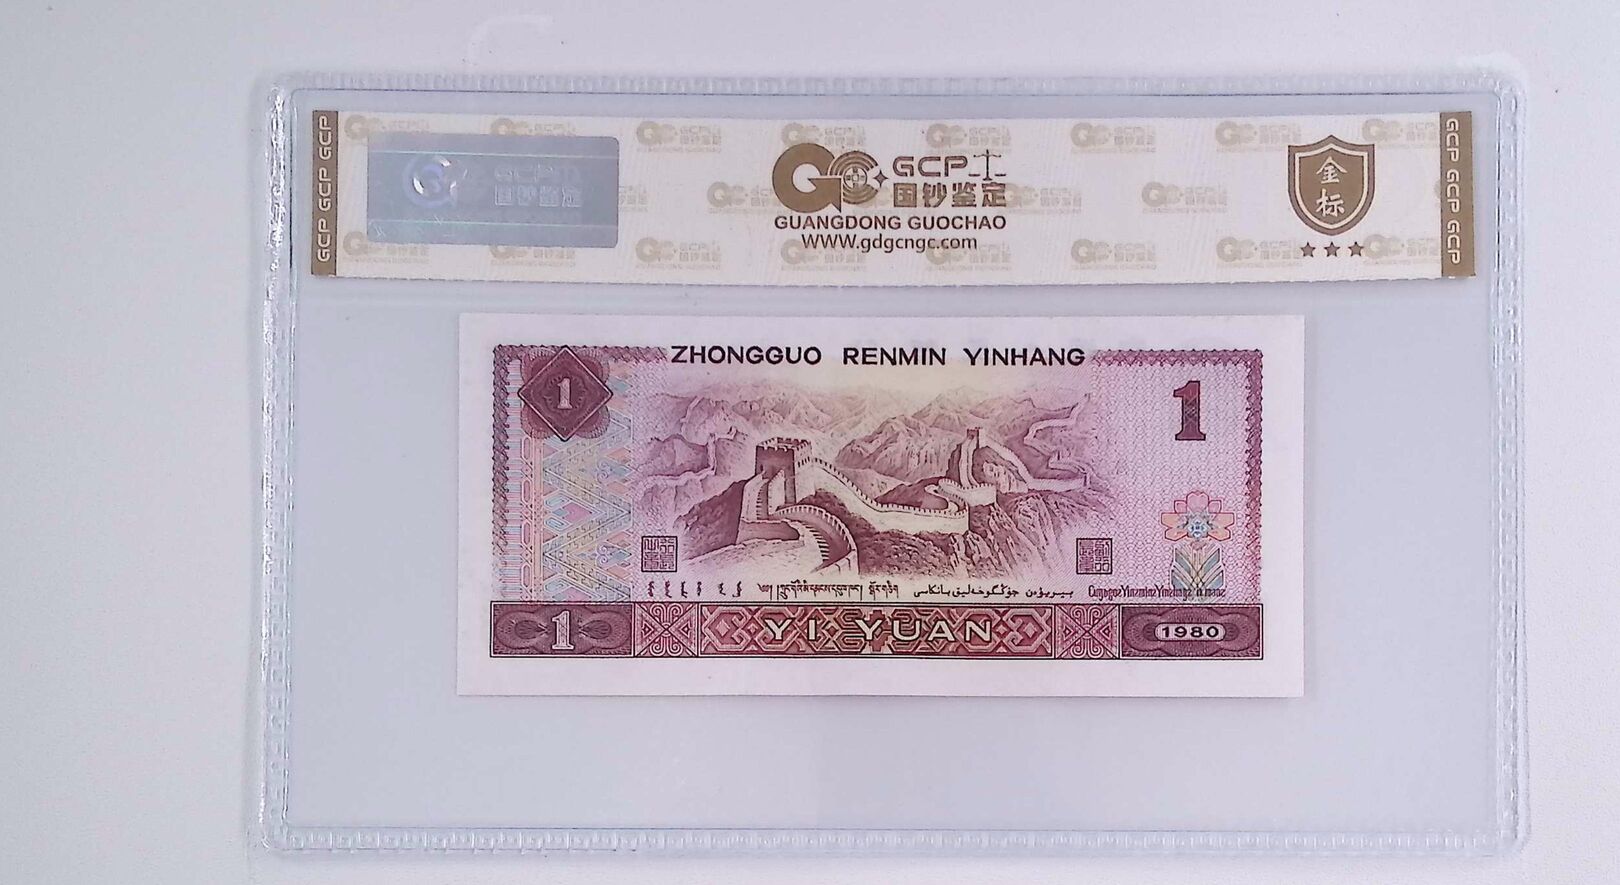 GCP GCP GCP
GCP
国钞鉴定
GCP
国钞鉴定
GUANGDONG GUOCHAO
WWW.gdgcngc.com
金标
GCP GCP GCP
ZHONGGUO RENMIN YINHANG
1
1
1
YI YUAN
1980